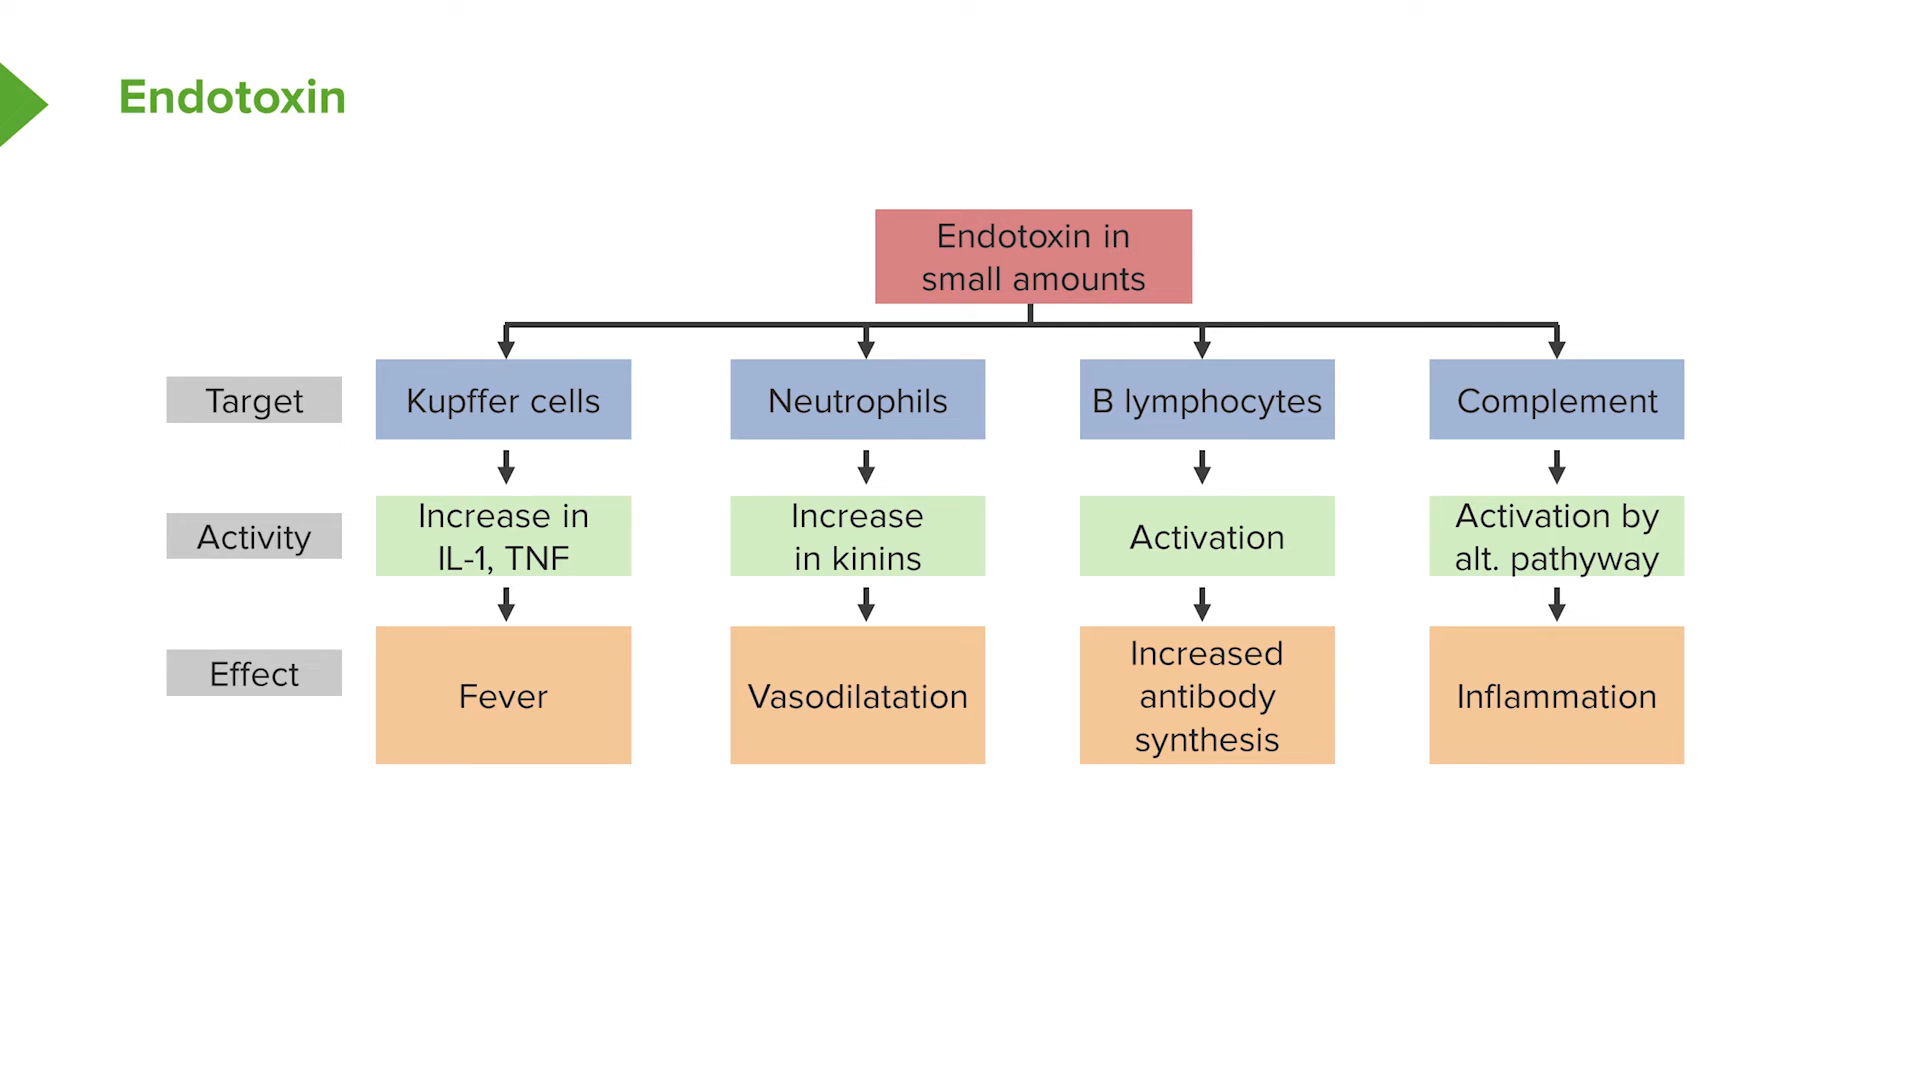 Endotoxin
Endotoxin in
small amounts
Target
Kupffer cells
Neutrophils
B lymphocytes
Complement
Activity
Increase in
IL-1, TNF
Increase
in kinins
Activation
Activation by
alt. pathyway
Effect
Fever
Vasodilatation
Increased
antibody
synthesis
Inflammation